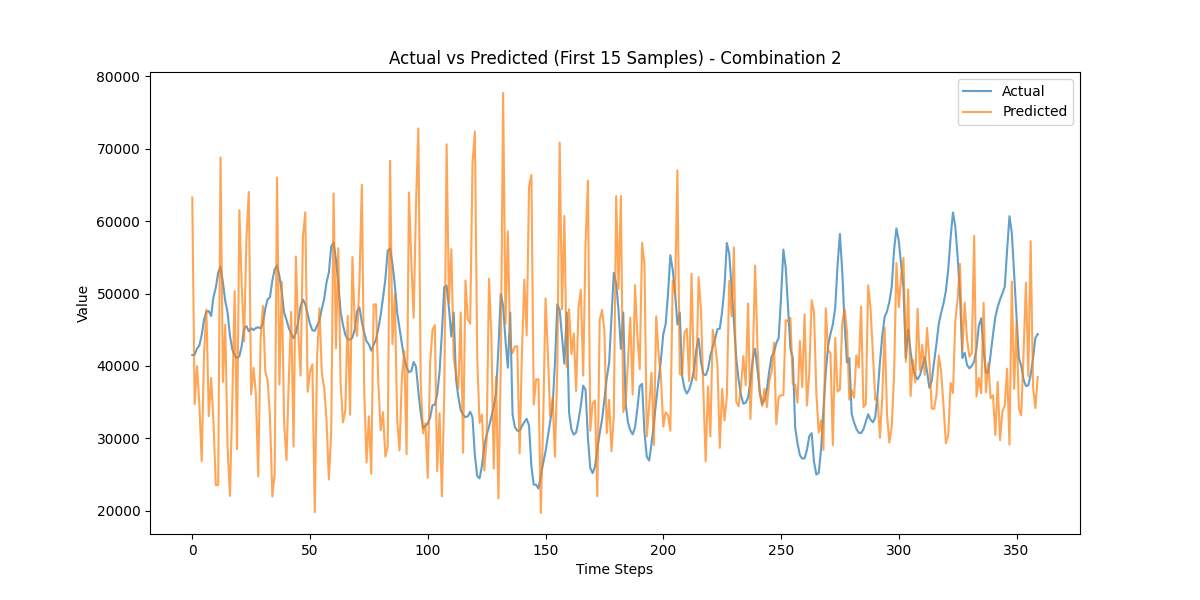 Actual vs Predicted (First 15 Samples) - Combination 2
80000
70000
60000
50000
40000
30000
20000
Value
Actual
Predicted
0 50 100 150 200 250 300 350
Time Steps